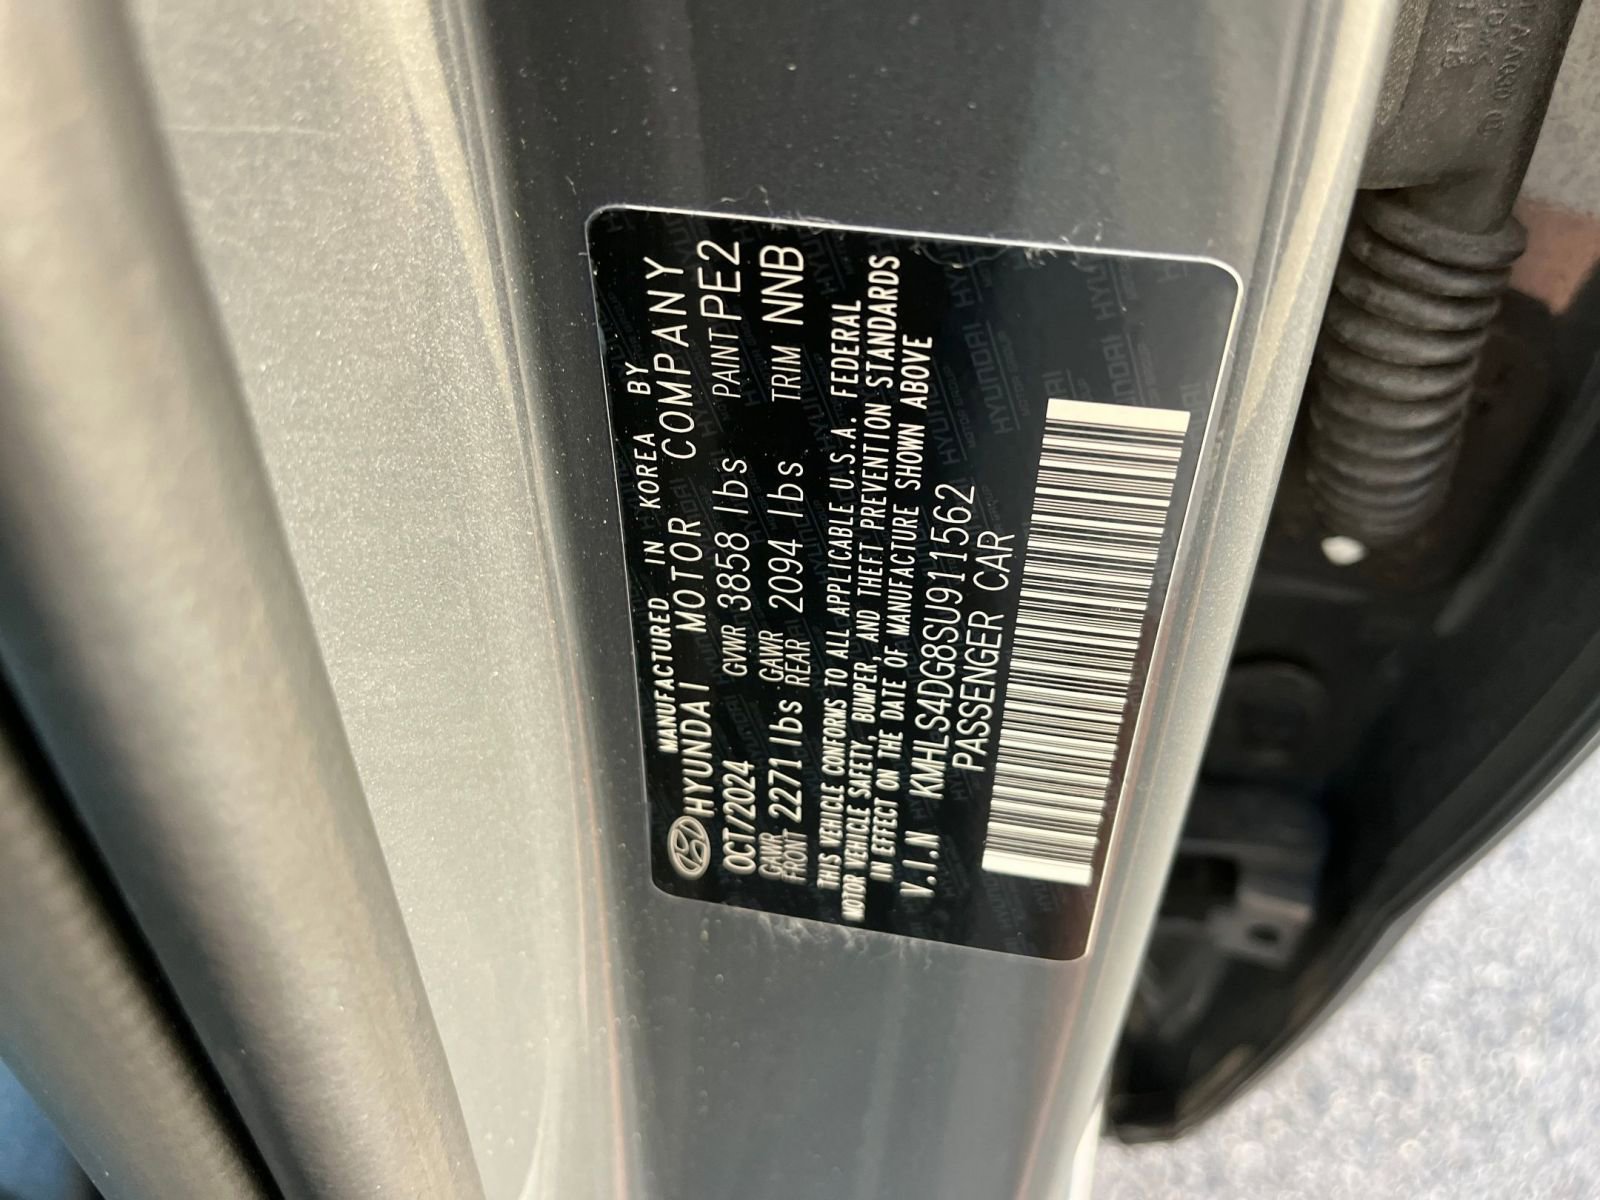 MANUFACTURED IN KOREA BY
HYUNDAI MOTOR COMPANY
OCT/2024 GVWR 3858 lbs PAINT PE2
GAWR FRONT 2271 lbs GAWR REAR 2094 lbs TRIM NNB
THIS VEHICLE CONFORMS TO ALL APPLICABLE U.S.A. FEDERAL
MOTOR VEHICLE SAFETY, BUMPER, AND THEFT PREVENTION STANDARDS
IN EFFECT ON THE DATE OF MANUFACTURE SHOWN ABOVE
V.I.N KMHLS4DG8SU911562
PASSENGER CAR